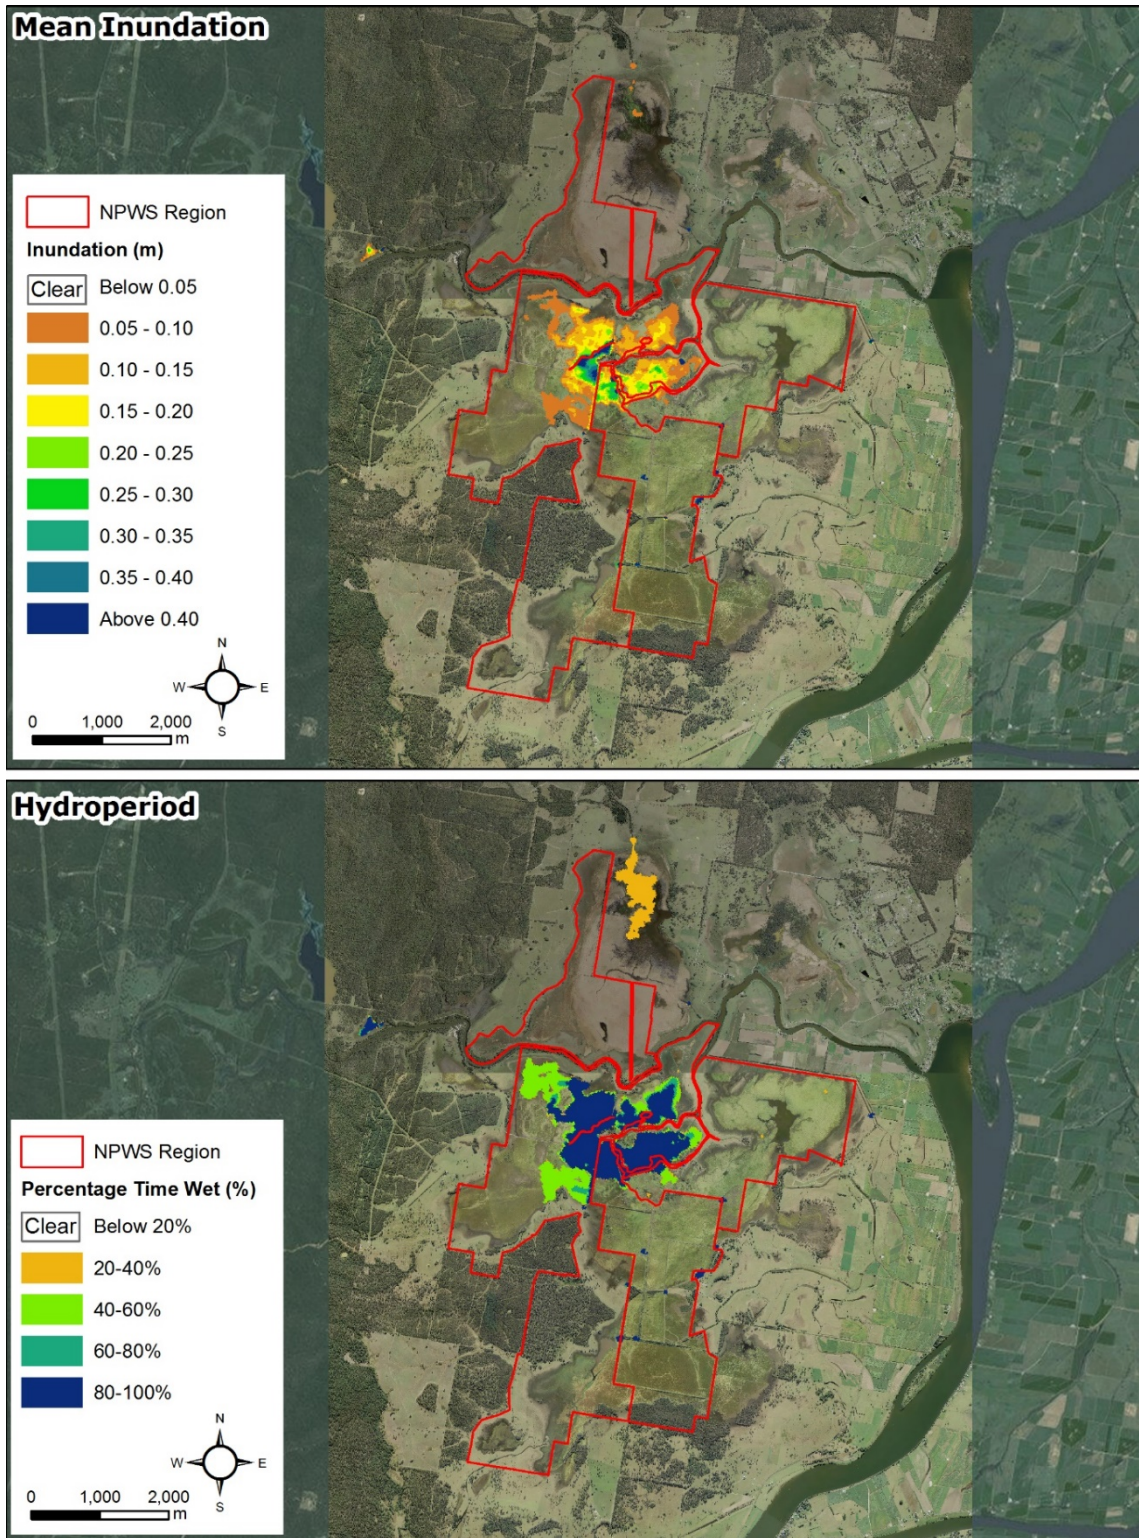 Mean Inundation
NPWS Region
Inundation (m)
Clear Below 0.05
0.05 - 0.10
0.10 - 0.15
0.15 - 0.20
0.20 - 0.25
0.25 - 0.30
0.30 - 0.35
0.35 - 0.40
Above 0.40
N
W E
S
0 1,000 2,000
m
Hydroperiod
NPWS Region
Percentage Time Wet (%)
Clear Below 20%
20-40%
40-60%
60-80%
80-100%
N
W E
S
0 1,000 2,000
m